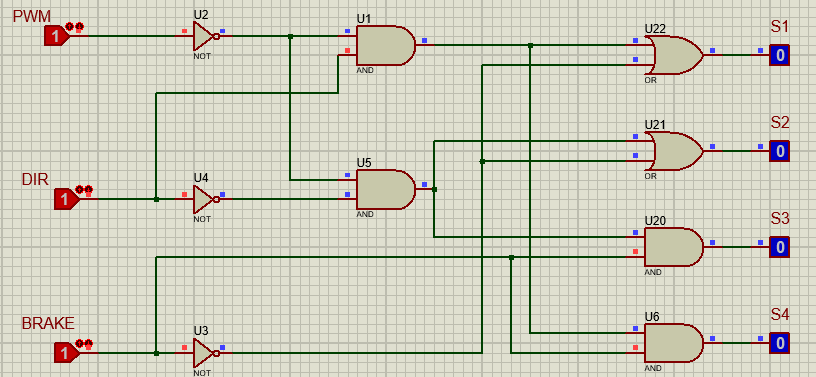 PWM
1
U2
NOT
U1
AND
U22
OR
S1
0
DIR
1
U4
NOT
U5
AND
U21
OR
S2
0
U20
AND
S3
0
BRAKE
1
U3
NOT
U6
AND
S4
0